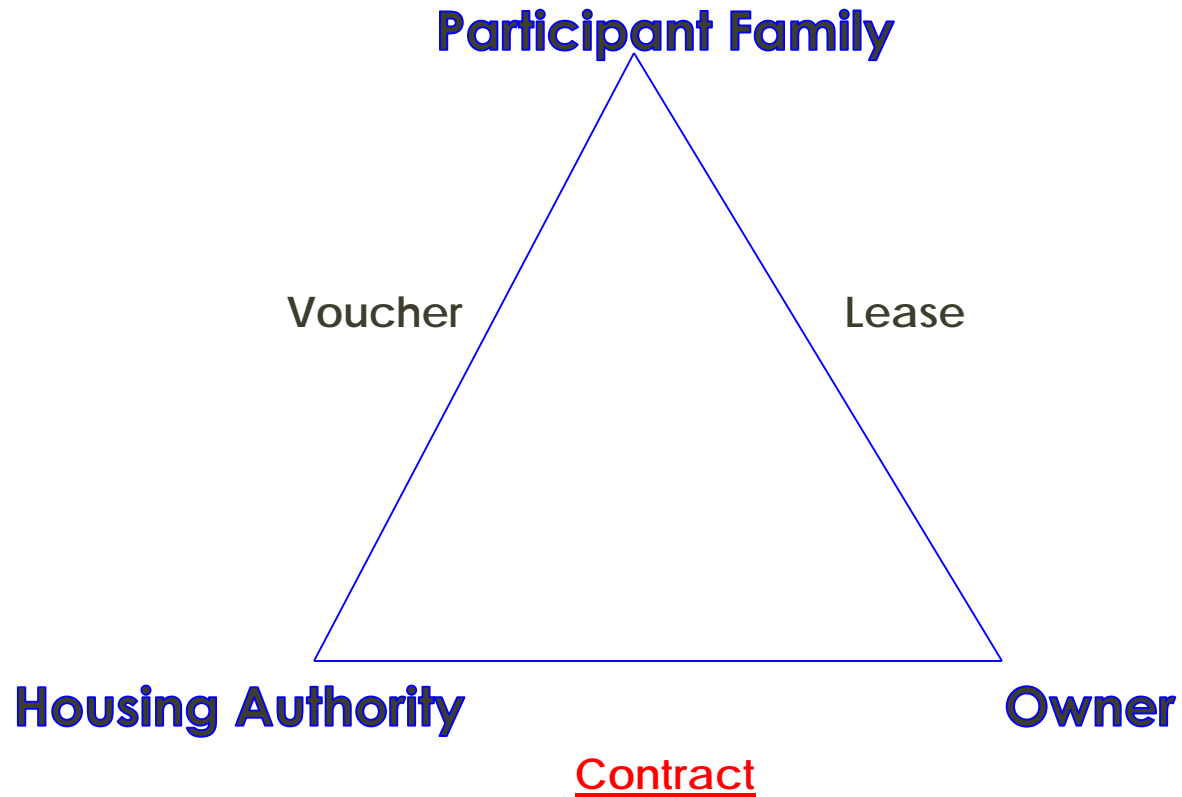 Participant Family
Voucher
Lease
Housing Authority
Owner
Contract